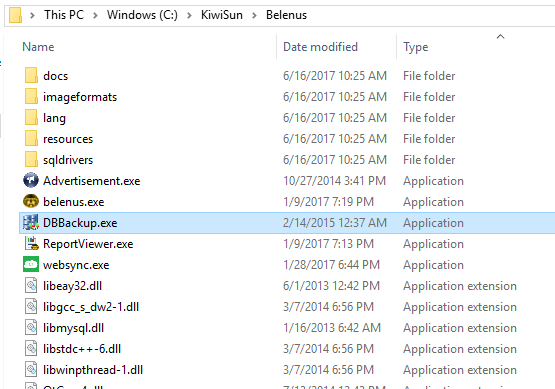 This PC > Windows (C:) > KiwiSun > Belenus
Name Date modified Type
docs 6/16/2017 10:25 AM File folder
imageformats 6/16/2017 10:25 AM File folder
lang 6/16/2017 10:25 AM File folder
resources 6/16/2017 10:25 AM File folder
sqldrivers 6/16/2017 10:25 AM File folder
Advertisement.exe 10/27/2014 3:41 PM Application
belenus.exe 1/9/2017 7:19 PM Application
DBBackup.exe 2/14/2015 12:37 AM Application
ReportViewer.exe 1/9/2017 7:13 PM Application
websync.exe 1/28/2017 6:44 PM Application
libeay32.dll 6/1/2013 12:42 PM Application extension
libgcc_s_dw2-1.dll 3/7/2014 6:56 PM Application extension
libmysql.dll 1/16/2013 6:42 AM Application extension
libstdc++-6.dll 3/7/2014 6:56 PM Application extension
libwinpthread-1.dll 3/7/2014 6:56 PM Application extension